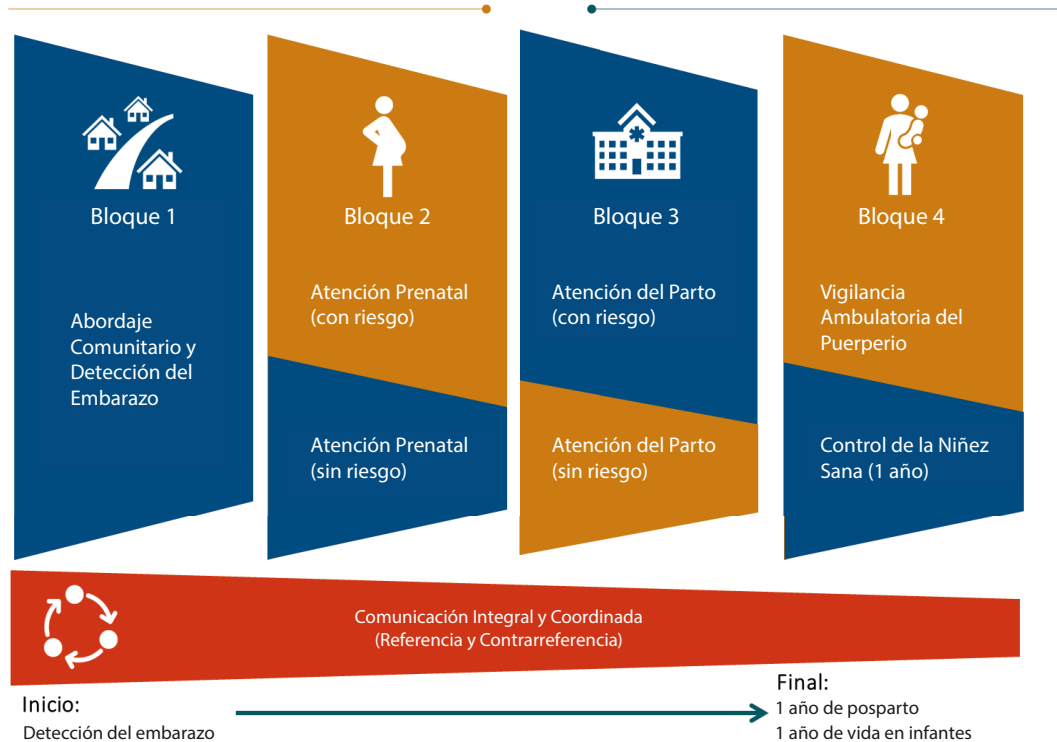 Bloque 1
Abordaje
Comunitario y
Detección del
Embarazo
Bloque 2
Atención Prenatal
(con riesgo)
Atención Prenatal
(sin riesgo)
Bloque 3
Atención del Parto
(con riesgo)
Atención del Parto
(sin riesgo)
Bloque 4
Vigilancia
Ambulatoria del
Puerperio
Control de la Niñez
Sana (1 año)
Comunicación Integral y Coordinada
(Referencia y Contrarreferencia)
Inicio:
Detección del embarazo
Final:
1 año de posparto
1 año de vida en infantes